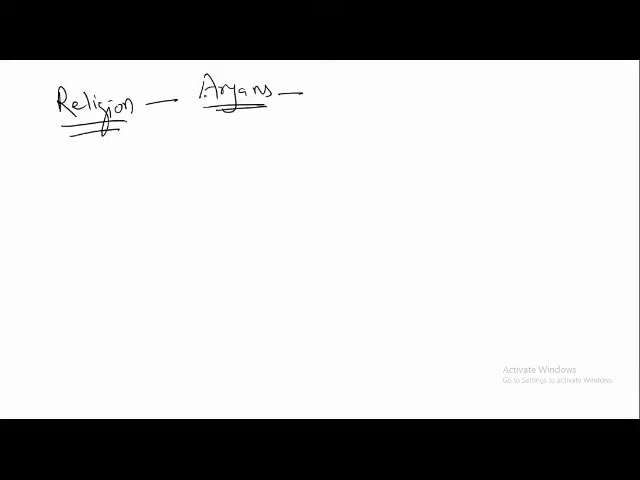 Religion — Aryans —
Activate Windows
Go to Settings to activate Windows.